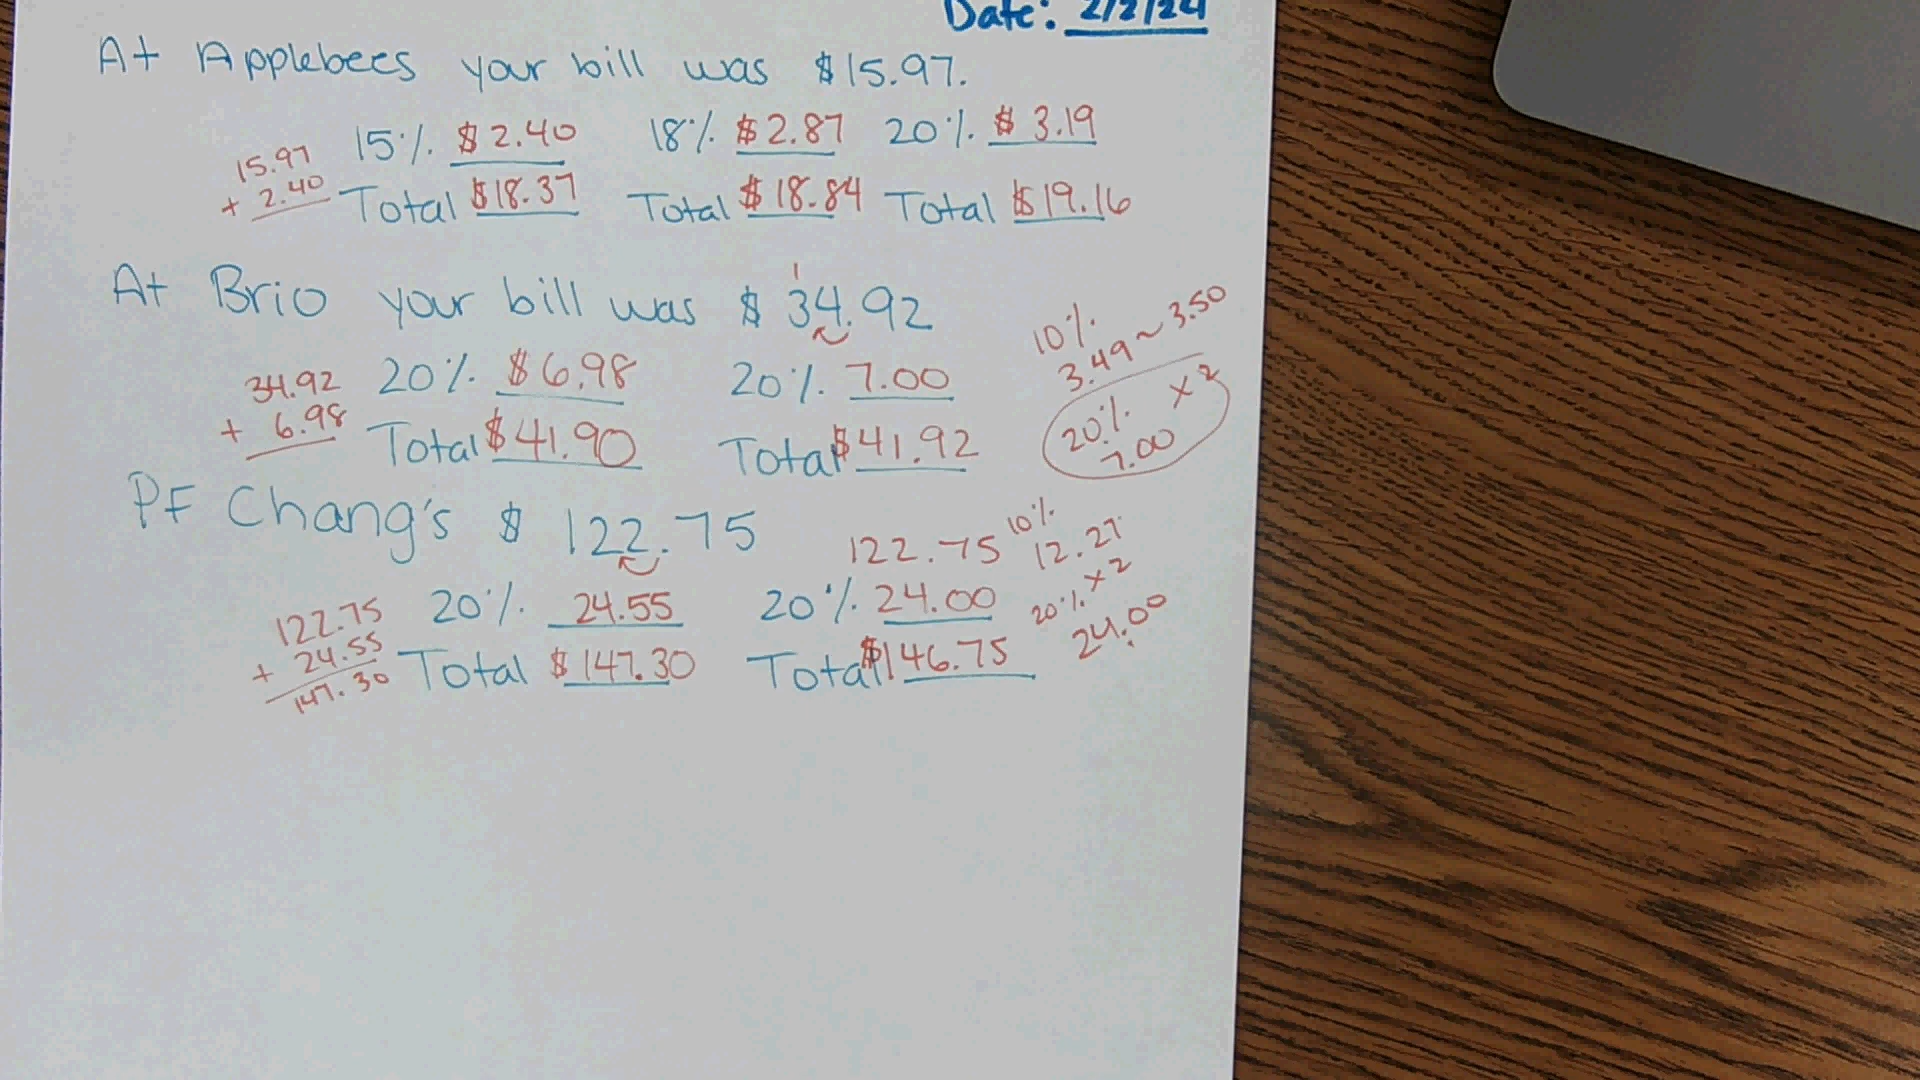 Date: 2/2/24
At Applebees your bill was $15.97.
15% $2.40 18% $2.87 20% $3.19
15.97
+ 2.40
Total $18.37 Total $18.84 Total $19.16
At Brio your bill was $34.92
1
10%
3.49 ~ 3.50
34.92
+ 6.98
20% $6.98 20% 7.00
x 2
20%
7.00
Total $41.90 Total $41.92
PF Chang's $122.75
122.75 10%
12.27
20% 24.55 20% 24.00
20% x 2
24.00
122.75
+ 24.55
147.30
Total $147.30 Total $146.75